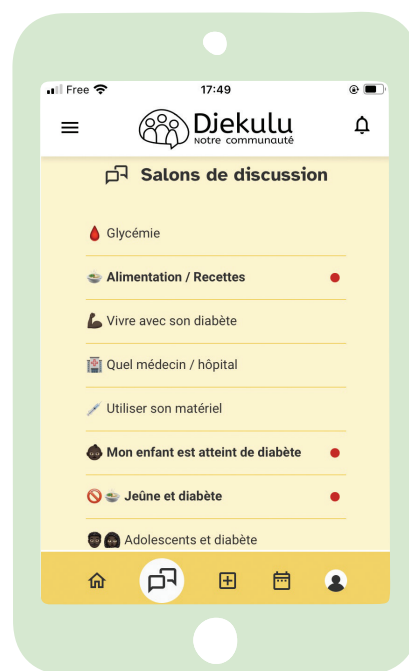 Free 17:49
Djekulu
Notre communauté
Salons de discussion
Glycémie
Alimentation / Recettes
Vivre avec son diabète
Quel médecin / hôpital
Utiliser son matériel
Mon enfant est atteint de diabète
Jeûne et diabète
Adolescents et diabète